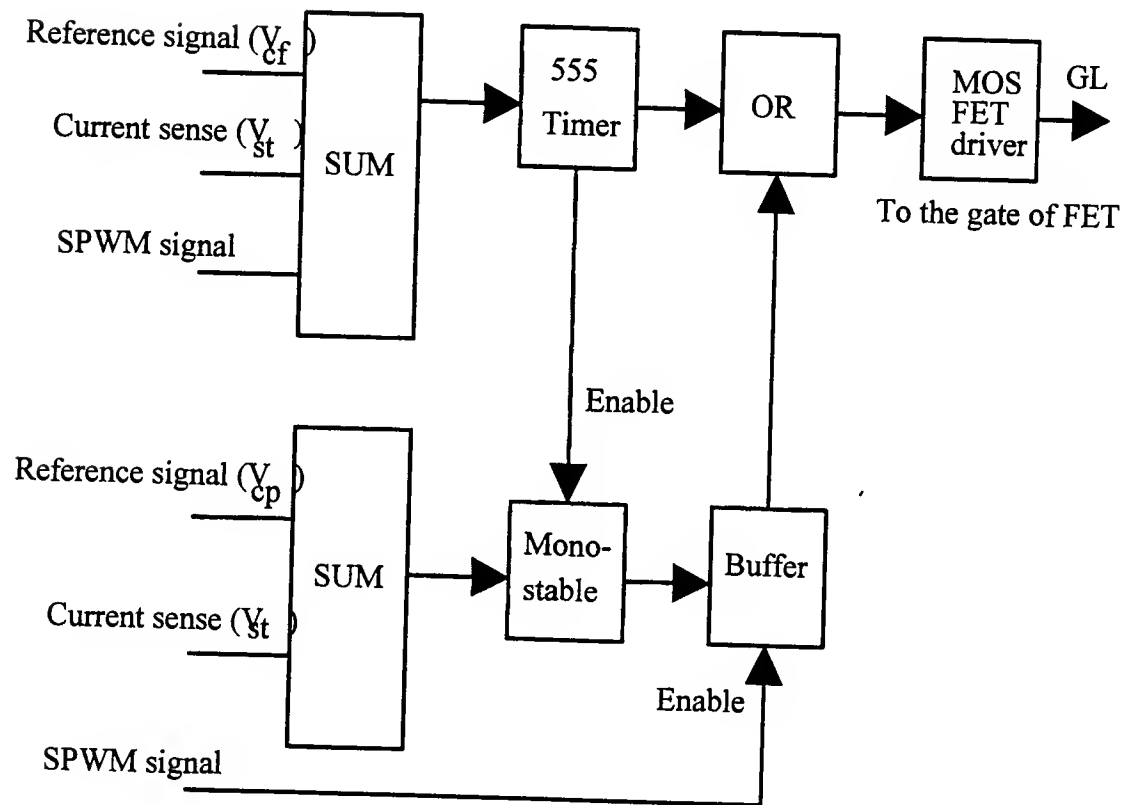 Reference signal (Vcf)
Current sense (Vst)
SPWM signal
SUM
555
Timer
OR
MOS
FET
driver
GL
To the gate of FET
Enable
Reference signal (Vcp)
Current sense (Vst)
SUM
Mono-
stable
Buffer
Enable
SPWM signal